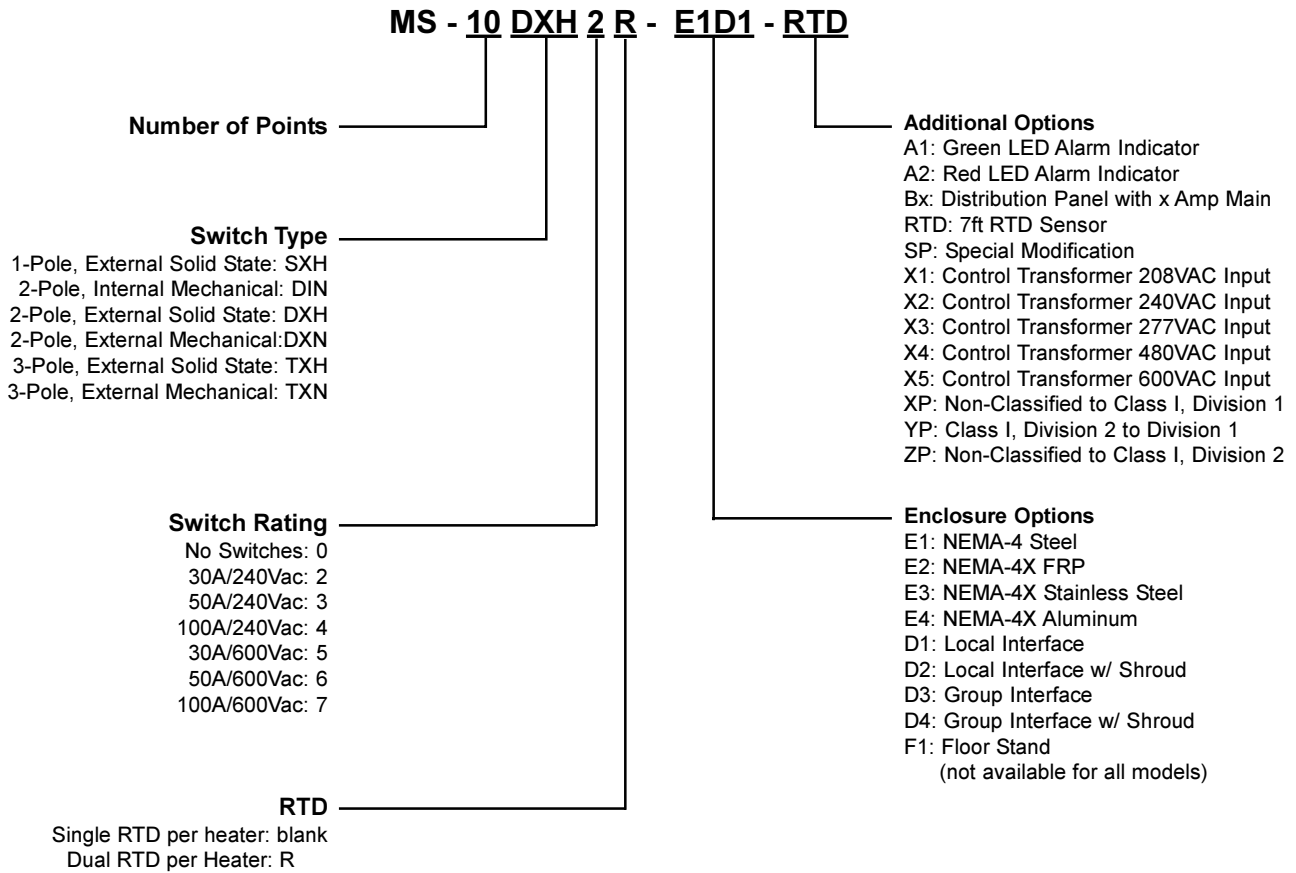 MS - 10 DXH 2 R - E1D1 - RTD
Number of Points
Switch Type
1-Pole, External Solid State: SXH
2-Pole, Internal Mechanical: DIN
2-Pole, External Solid State: DXH
2-Pole, External Mechanical:DXN
3-Pole, External Solid State: TXH
3-Pole, External Mechanical: TXN
Switch Rating
No Switches: 0
30A/240Vac: 2
50A/240Vac: 3
100A/240Vac: 4
30A/600Vac: 5
50A/600Vac: 6
100A/600Vac: 7
RTD
Single RTD per heater: blank
Dual RTD per Heater: R
Additional Options
A1: Green LED Alarm Indicator
A2: Red LED Alarm Indicator
Bx: Distribution Panel with x Amp Main
RTD: 7ft RTD Sensor
SP: Special Modification
X1: Control Transformer 208VAC Input
X2: Control Transformer 240VAC Input
X3: Control Transformer 277VAC Input
X4: Control Transformer 480VAC Input
X5: Control Transformer 600VAC Input
XP: Non-Classified to Class I, Division 1
YP: Class I, Division 2 to Division 1
ZP: Non-Classified to Class I, Division 2
Enclosure Options
E1: NEMA-4 Steel
E2: NEMA-4X FRP
E3: NEMA-4X Stainless Steel
E4: NEMA-4X Aluminum
D1: Local Interface
D2: Local Interface w/ Shroud
D3: Group Interface
D4: Group Interface w/ Shroud
F1: Floor Stand
(not available for all models)